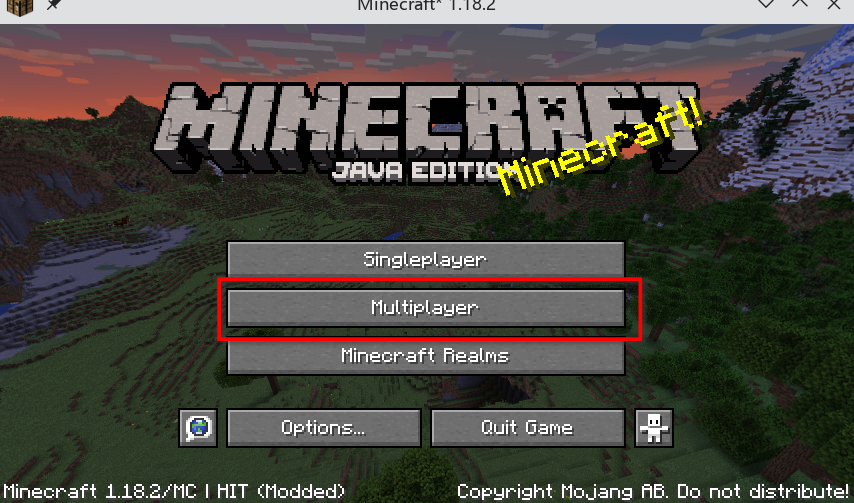 Minecraft* 1.18.2
MINECRAFT
JAVA EDITION
Minecraft!
Singleplayer
Multiplayer
Minecraft Realms
Options...
Quit Game
Minecraft 1.18.2/MC | HIT (Modded)
Copyright Mojang AB. Do not distribute!